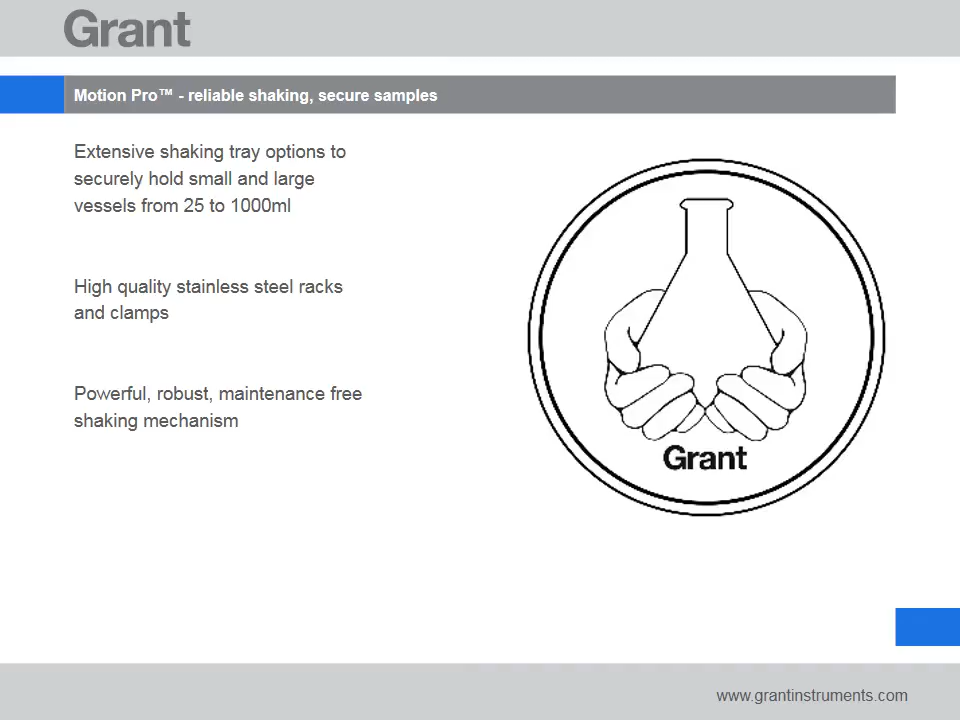 Grant
Motion Pro™ - reliable shaking, secure samples
Extensive shaking tray options to
securely hold small and large
vessels from 25 to 1000ml
High quality stainless steel racks
and clamps
Powerful, robust, maintenance free
shaking mechanism
Grant
www.grantinstruments.com